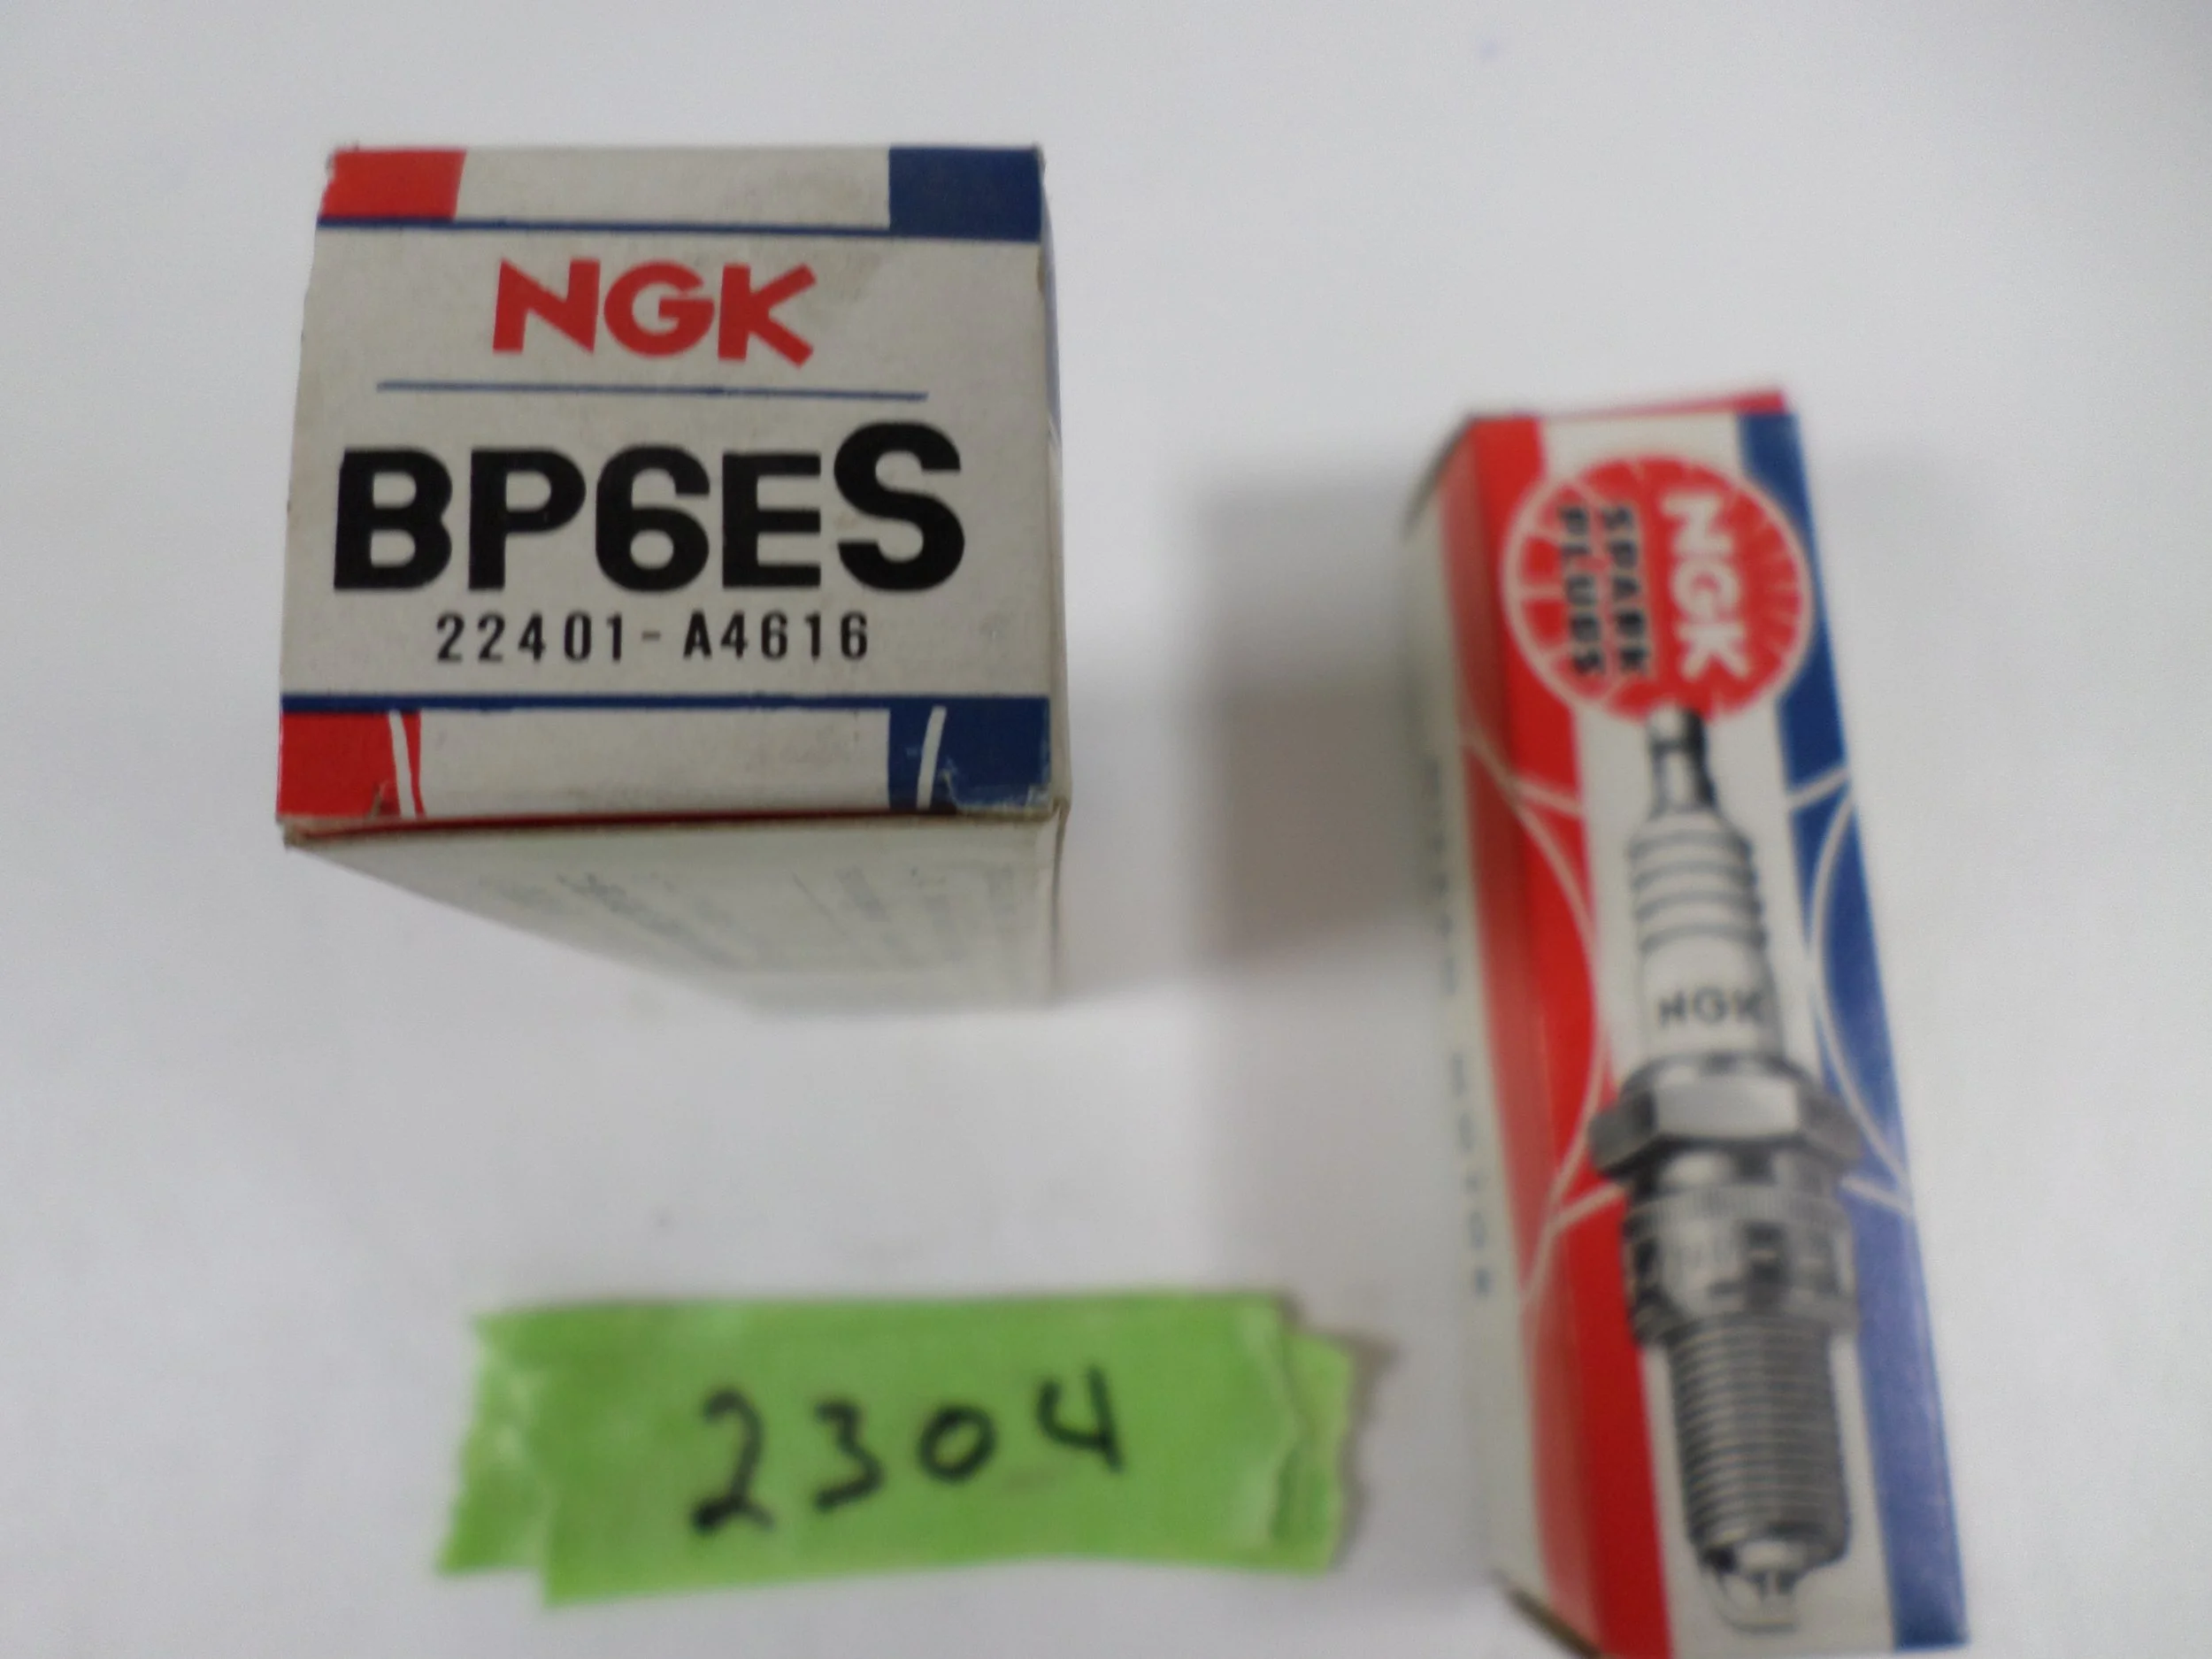 NGK
BP6ES
22401-A4616
NGK
SPARK
PLUGS
NGK
2304